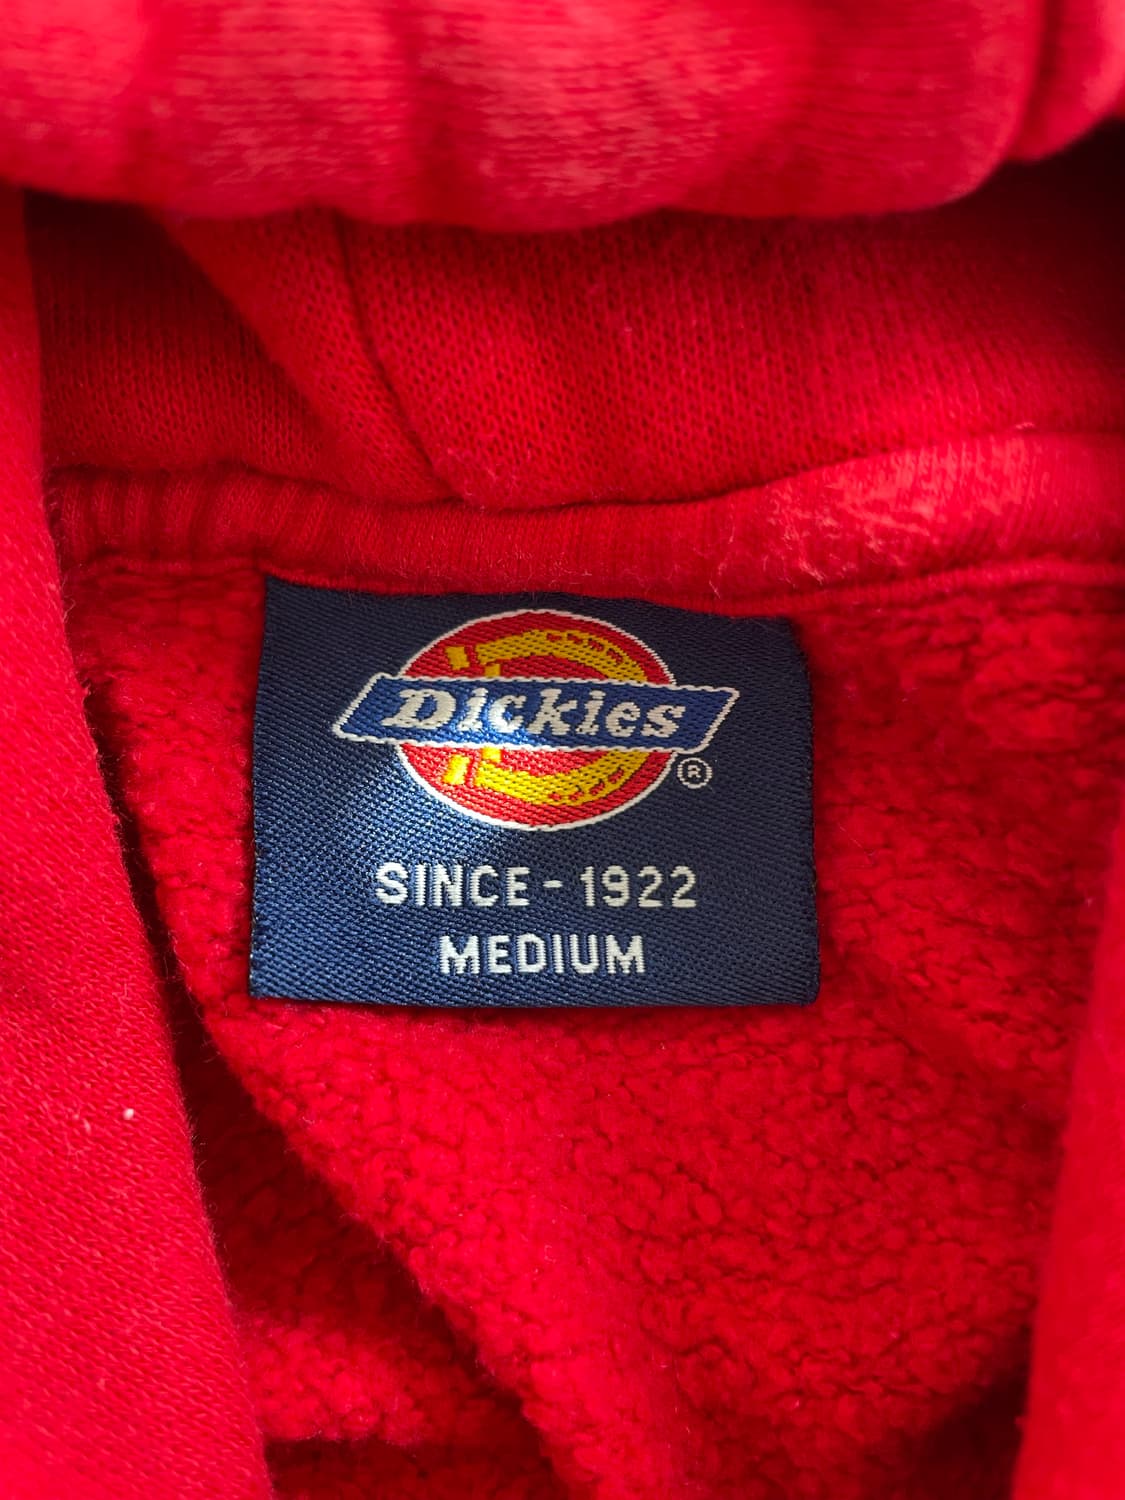 Dickies
®
SINCE - 1922
MEDIUM